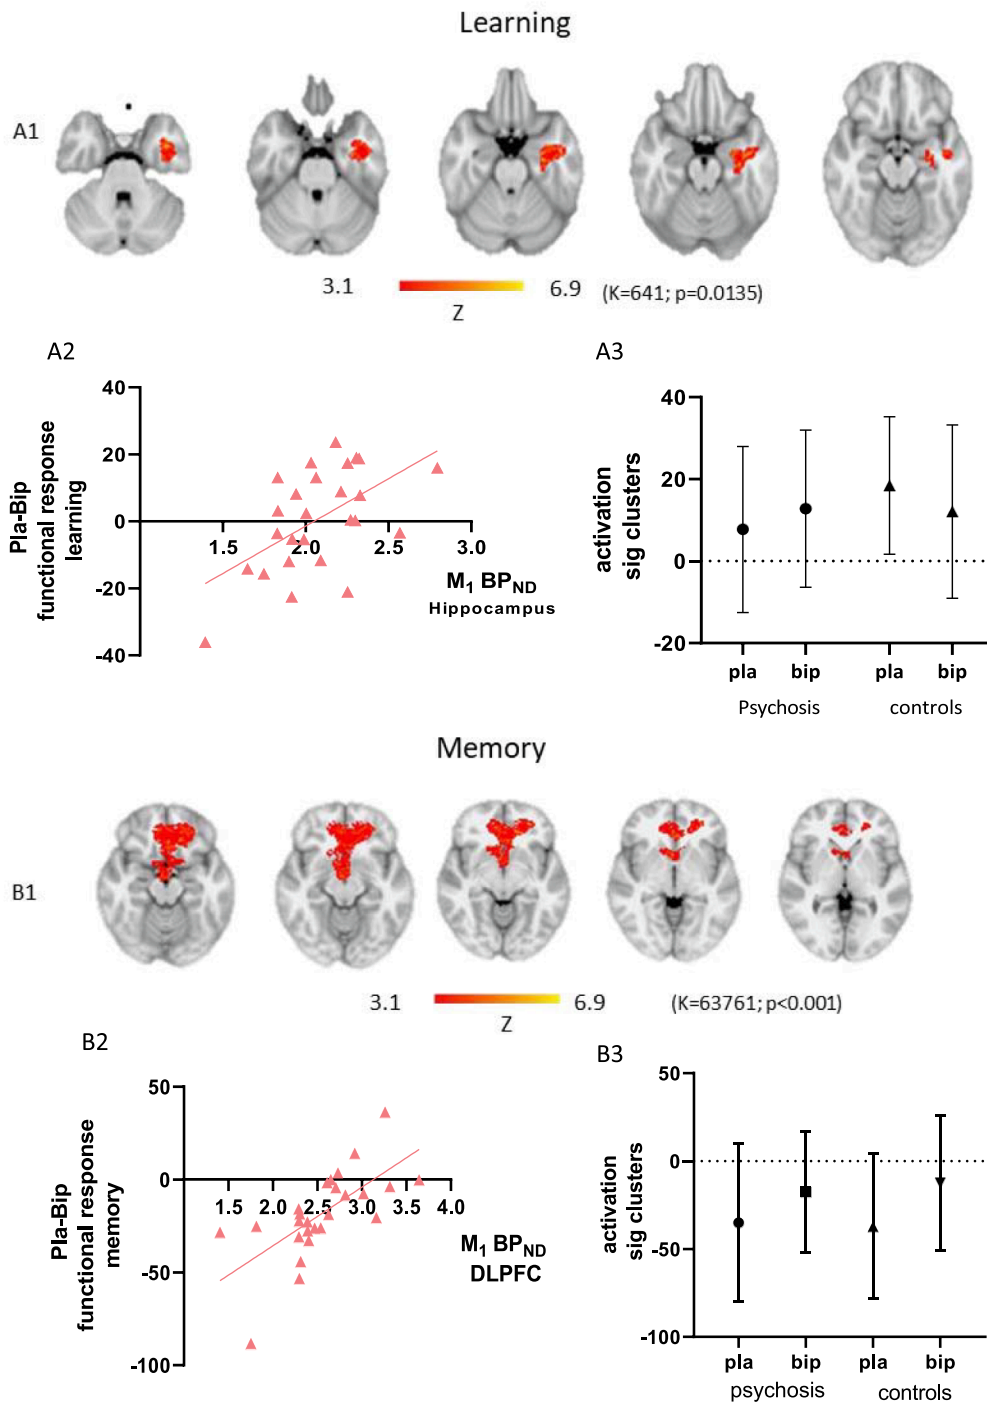 Learning
A1
3.1
6.9
(K=641; p=0.0135)
Z
A2
Pla-Bip
functional response
learning
40
20
0
-20
-40
1.5
2.0
2.5
3.0
M1 BPND
Hippocampus
A3
activation
sig clusters
40
20
0
-20
pla
bip
pla
bip
Psychosis
controls
Memory
B1
3.1
6.9
(K=63761; p<0.001)
Z
B2
Pla-Bip
functional response
memory
50
0
-50
-100
1.5
2.0
2.5
3.0
3.5
4.0
M1 BPND
DLPFC
B3
activation
sig clusters
50
0
-50
-100
pla
bip
pla
bip
psychosis
controls